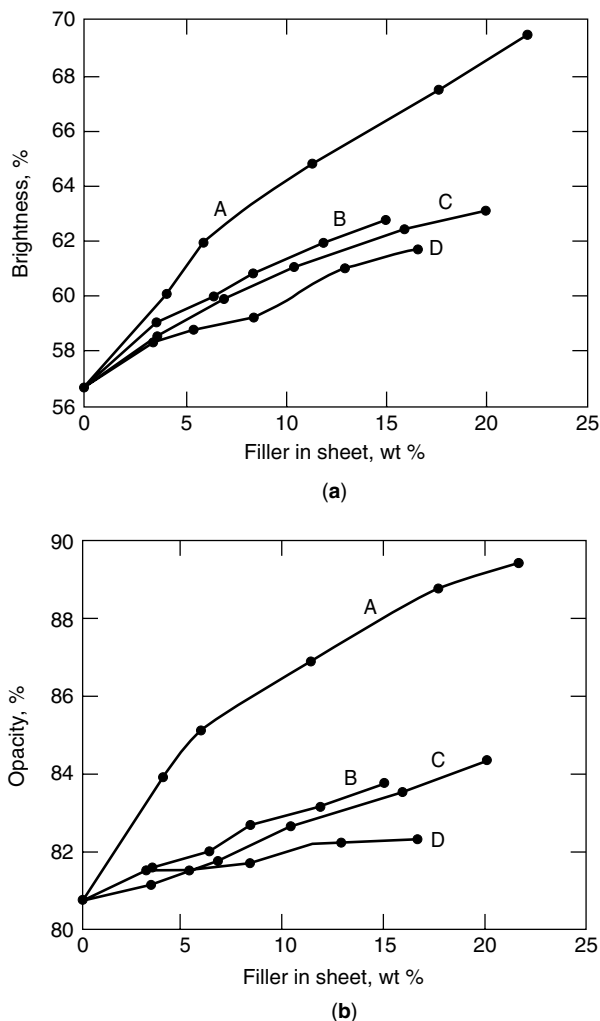 70
68
66
64
62
60
58
56
Brightness, %
A
B
C
D
0 5 10 15 20 25
Filler in sheet, wt %
(a)
90
88
86
84
82
80
Opacity, %
A
B
C
D
0 5 10 15 20 25
Filler in sheet, wt %
(b)